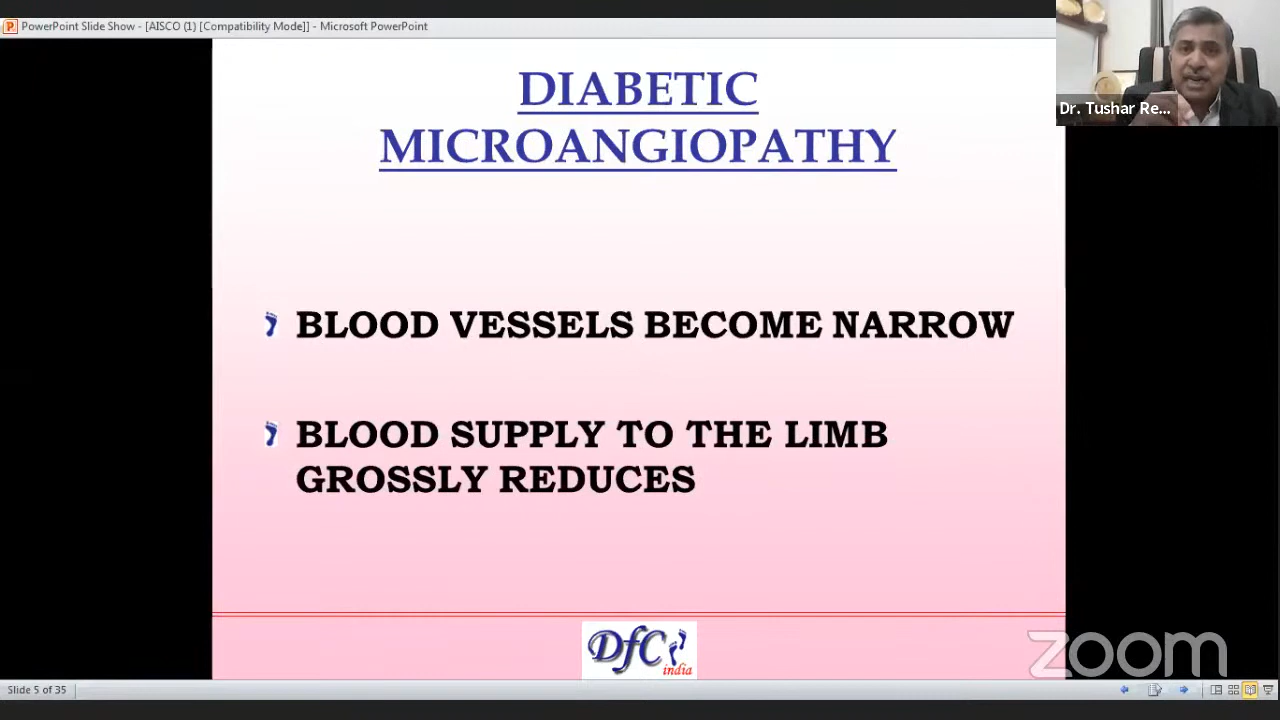 PowerPoint Slide Show - [AISCO (1) [Compatibility Mode]] - Microsoft PowerPoint
Dr. Tushar Re...
DIABETIC
MICROANGIOPATHY
BLOOD VESSELS BECOME NARROW
BLOOD SUPPLY TO THE LIMB
GROSSLY REDUCES
DfC
india
zoom
Slide 5 of 35